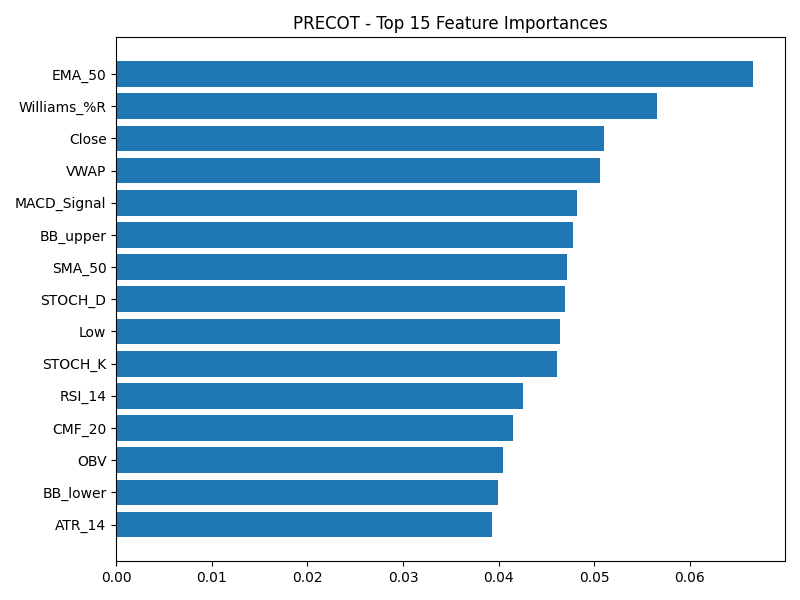 PRECOT - Top 15 Feature Importances
EMA_50
Williams_%R
Close
VWAP
MACD_Signal
BB_upper
SMA_50
STOCH_D
Low
STOCH_K
RSI_14
CMF_20
OBV
BB_lower
ATR_14
0.00 0.01 0.02 0.03 0.04 0.05 0.06